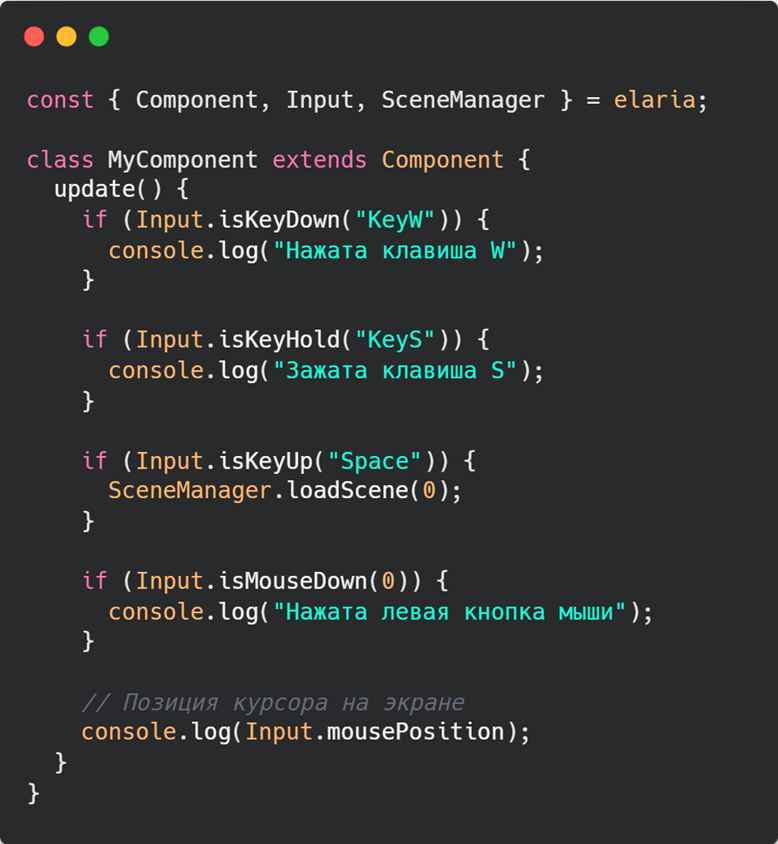 const { Component, Input, SceneManager } = elaria;
class MyComponent extends Component {
update() {
if (Input.isKeyDown("KeyW")) {
console.log("Нажата клавиша W");
}
if (Input.isKeyHold("KeyS")) {
console.log("Зажата клавиша S");
}
if (Input.isKeyUp("Space")) {
SceneManager.loadScene(0);
}
if (Input.isMouseDown(0)) {
console.log("Нажата левая кнопка мыши");
}
// Позиция курсора на экране
console.log(Input.mousePosition);
}
}